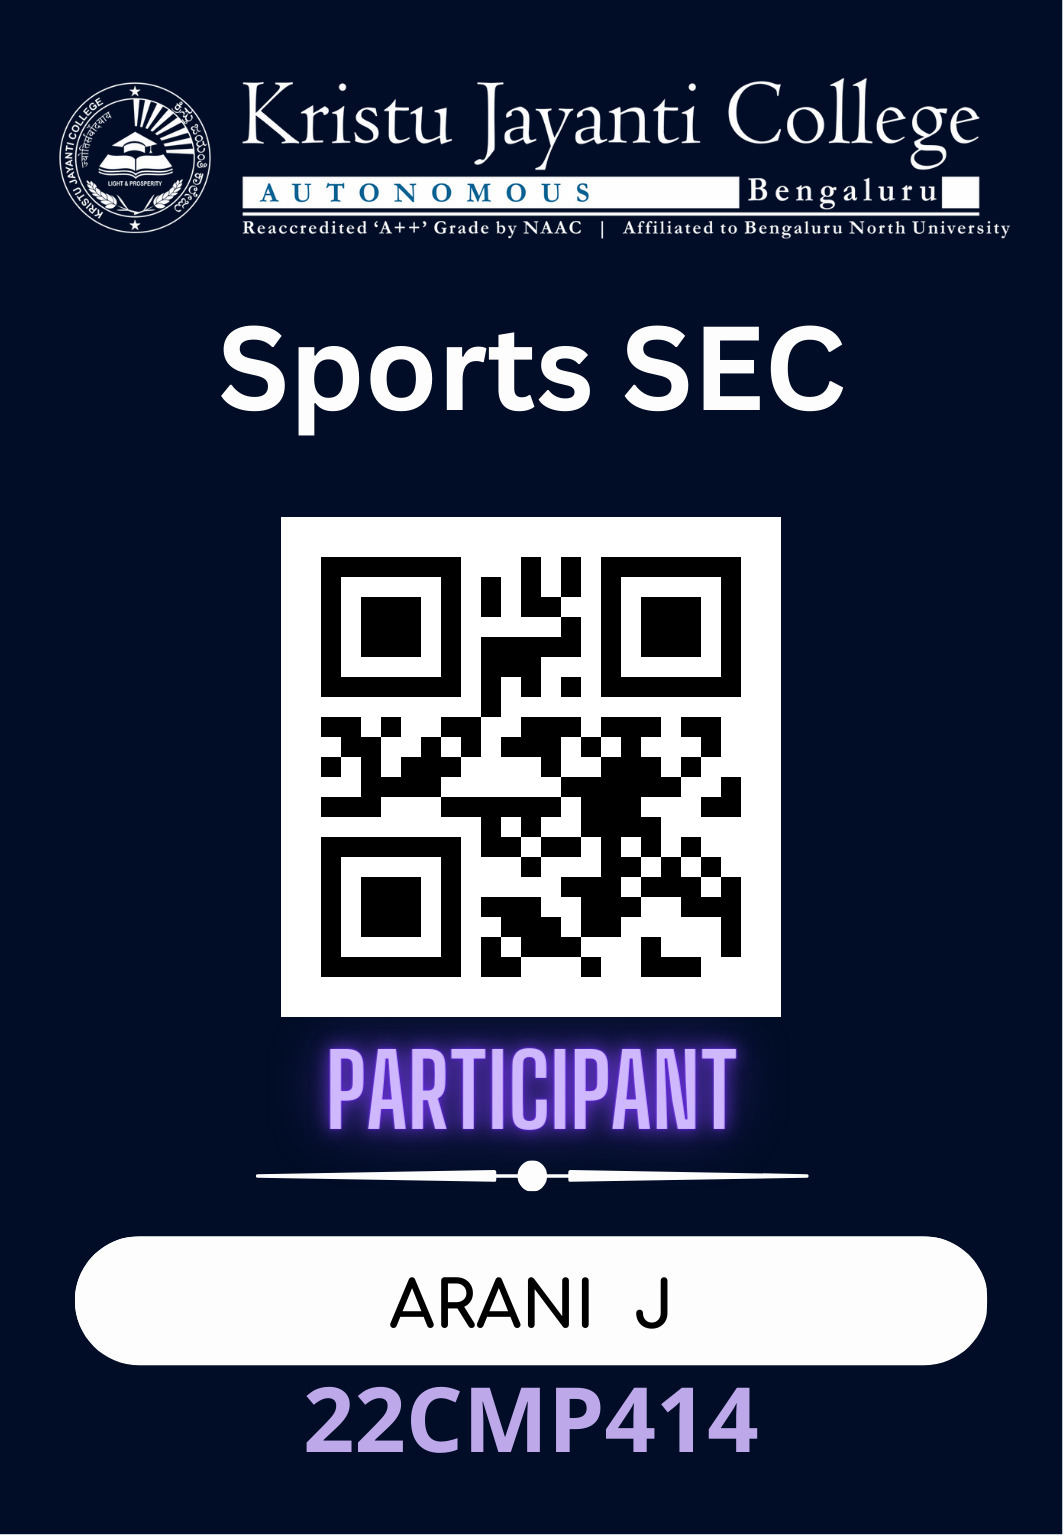 KRISTU JAYANTI COLLEGE
LIGHT & PROSPERITY
Kristu Jayanti College
AUTONOMOUS Bengaluru
Reaccredited ‘A++’ Grade by NAAC | Affiliated to Bengaluru North University
Sports SEC
PARTICIPANT
ARANI J
22CMP414